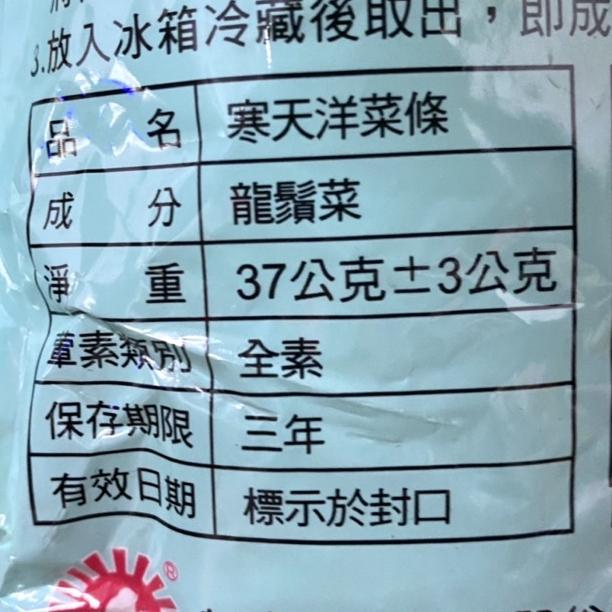 3.放入冰箱冷藏後取出，即成
品名 寒天洋菜條
成分 龍鬚菜
淨重 37公克±3公克
葷素類別 全素
保存期限 三年
有效日期 標示於封口
®